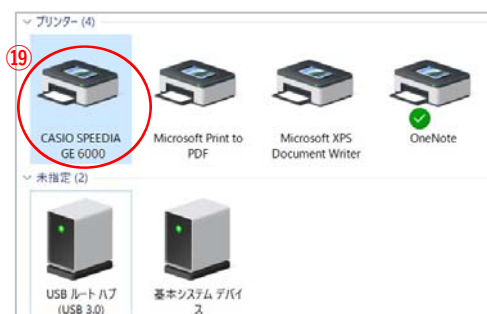 プリンター (4)
⑲
CASIO SPEEDIA
GE 6000
Microsoft Print to
PDF
Microsoft XPS
Document Writer
OneNote
未指定 (2)
USB ルート ハブ
(USB 3.0)
基本システム デバイ
ス